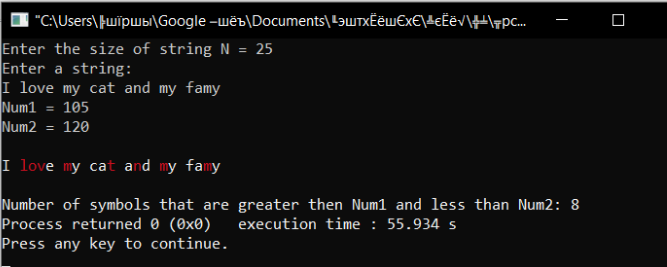 "C:\Users\╠шїршы\Google –шёъ\Documents\╙эштхЁёшЄхЄ\╩єЁё√\╬╧\╦рс...
Enter the size of string N = 25
Enter a string:
I love my cat and my famy
Num1 = 105
Num2 = 120
I love my cat and my famy
Number of symbols that are greater then Num1 and less than Num2: 8
Process returned 0 (0x0)   execution time : 55.934 s
Press any key to continue.